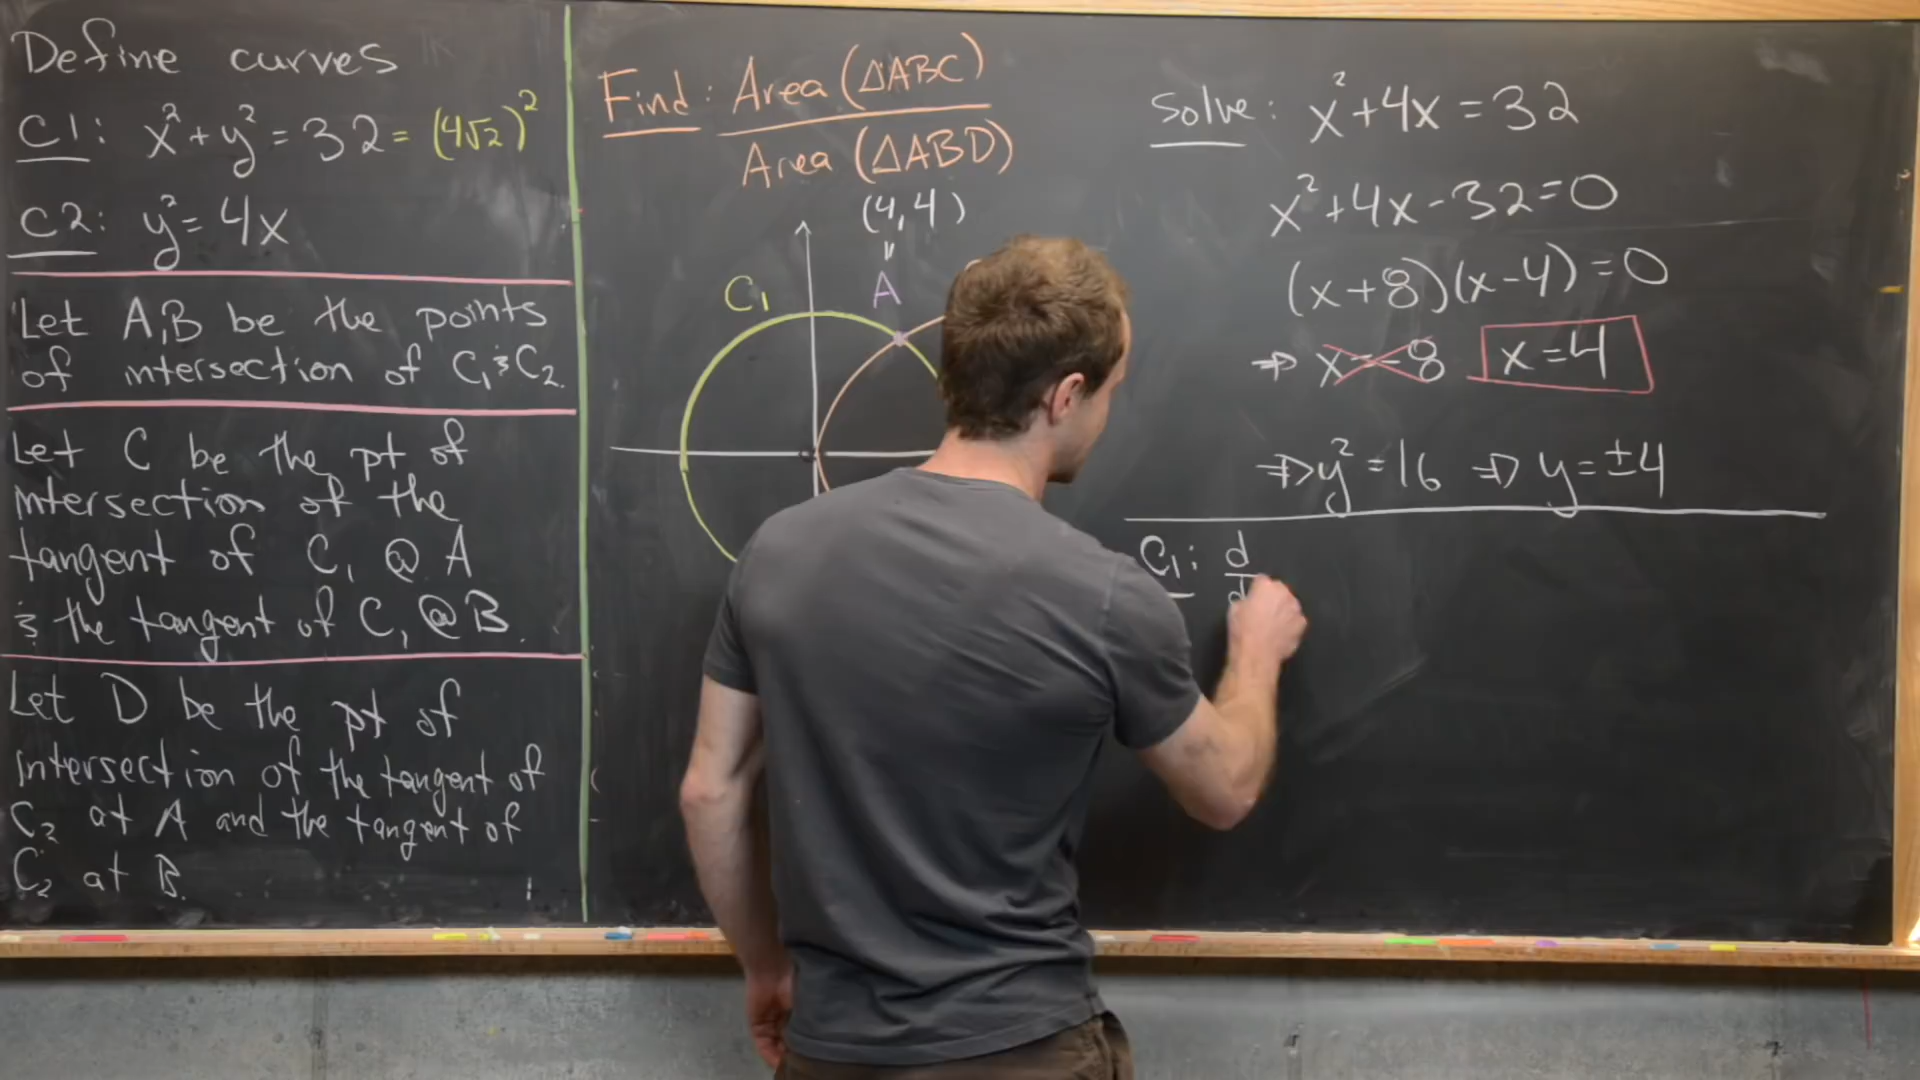 Define curves
C1: x² + y² = 32 = (4√2)²
C2: y² = 4x
Let A,B be the points
of intersection of C₁ & C₂.
Let C be the pt of
intersection of the
tangent of C₁ @ A
& the tangent of C₁ @ B.
Let D be the pt of
intersection of the tangent of
C₂ at A and the tangent of
C₂ at B.
Find: Area (ΔABC)
Area (ΔABD)
(4,4)
C₁
A
Solve: x² + 4x = 32
x² + 4x - 32 = 0
(x+8)(x-4) = 0
⇒ x = -8 x = 4
⇒ y² = 16 ⇒ y = ±4
C₁: d
d